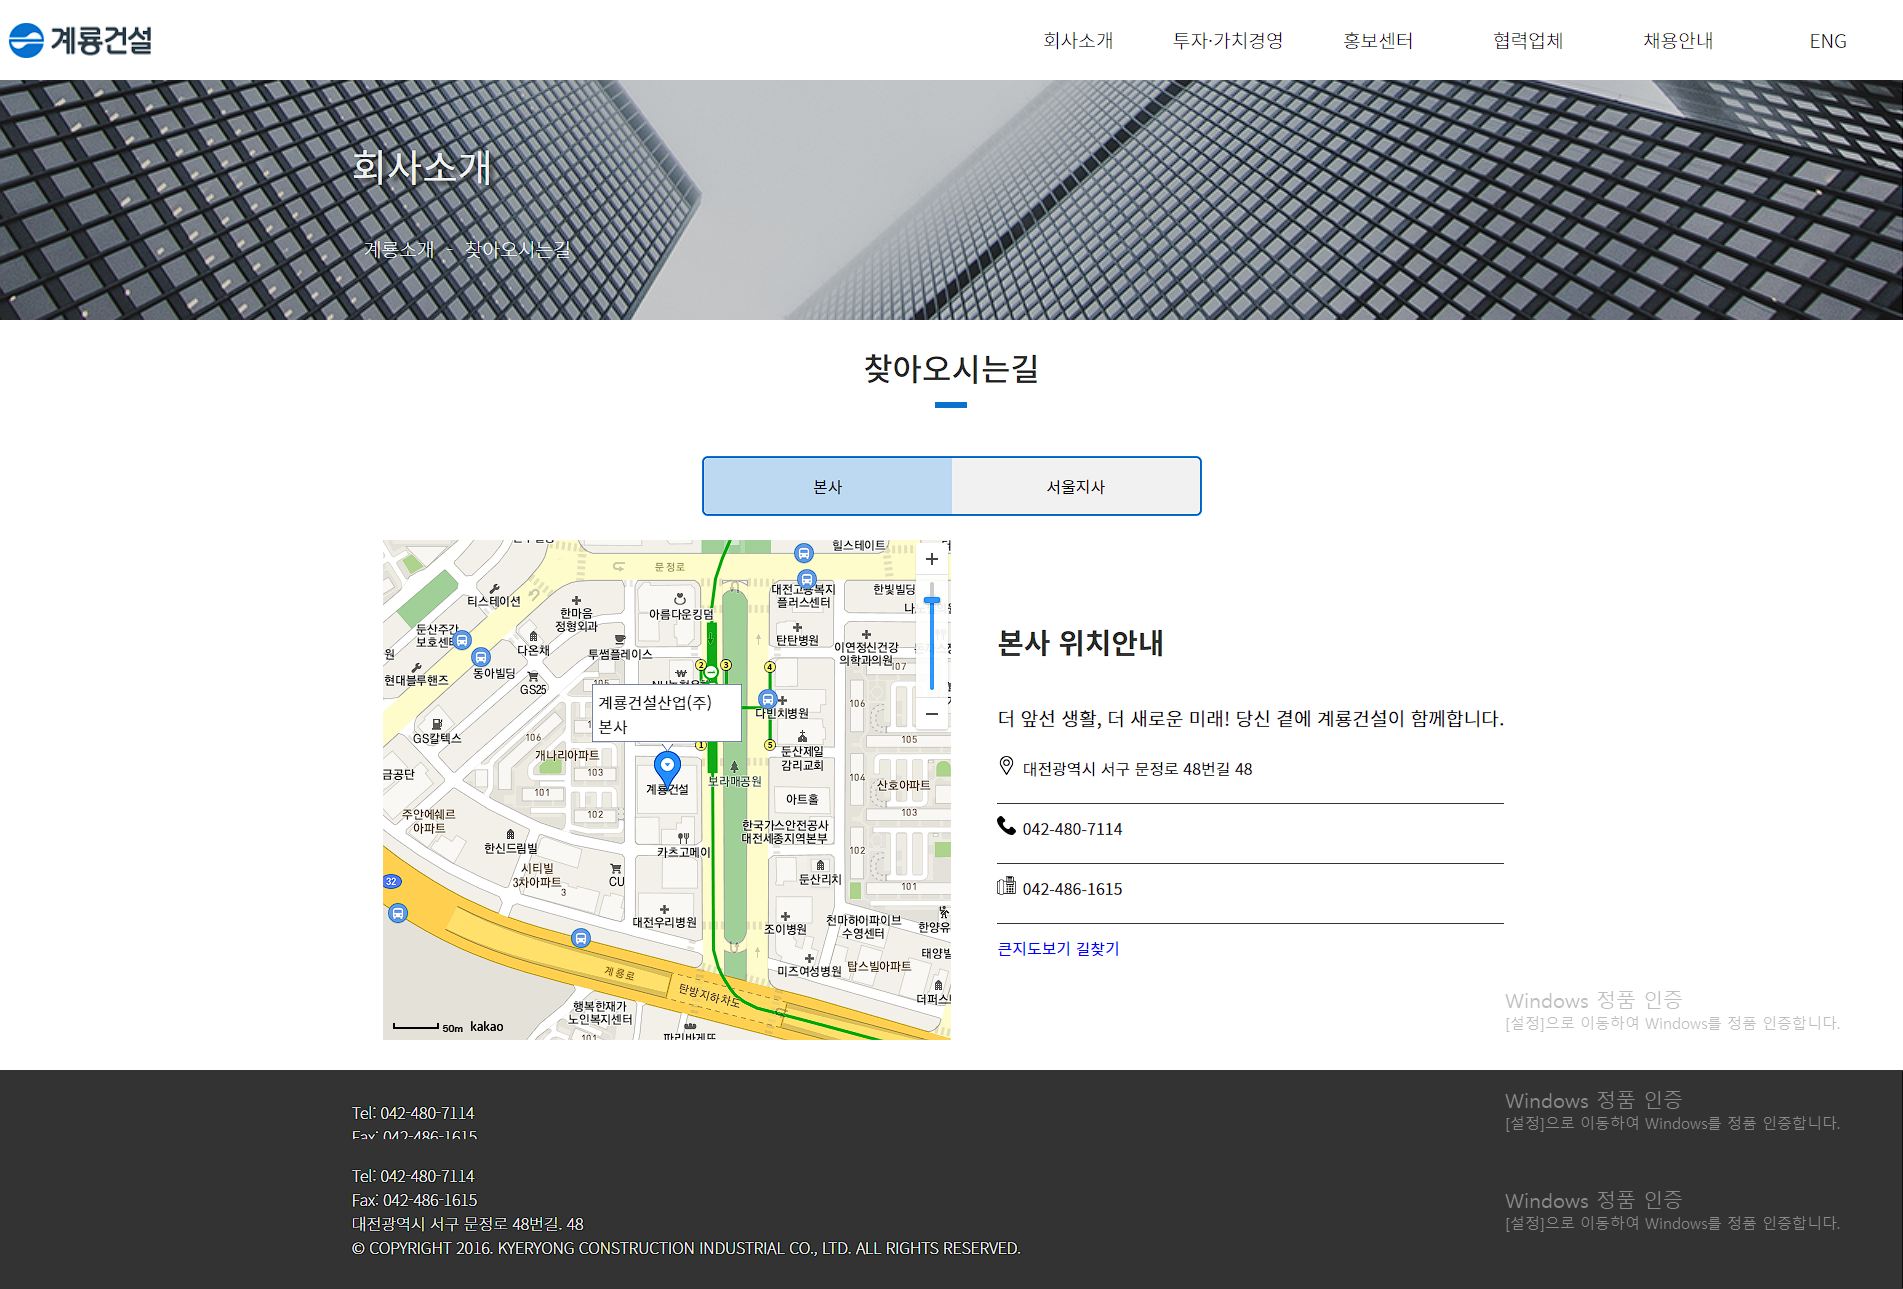 계룡건설
회사소개
투자·가치경영
홍보센터
협력업체
채용안내
ENG
회사소개
계룡소개 - 찾아오시는길
찾아오시는길
본사
서울지사
힐스테이트
문정로
티스테이션
한마음
정형외과
아름다운킹덤
대전고용복지
플러스센터
한빛빌딩
둔산주간
보호센터
다온채
투썸플레이스
탄탄병원
이연정신건강
의학과의원
107
현대블루핸즈
동아빌딩
GS25
2
3
4
계룡건설산업(주)
본사
다빈치병원
106
GS칼텍스
106
개나리아파트
103
1
5
둔산제일
감리교회
105
금공단
101
102
계룡건설
보라매공원
아트홀
104
산호아파트
103
주안에쉐르
아파트
한신드림빌
카츠고메이
한국가스안전공사
대전세종지역본부
102
시티빌
3차아파트
3
CU
둔산리치
101
32
대전우리병원
조이병원
천마하이파이브
수영센터
한양유
태양빌
계룡로
탄방지하차도
미즈여성병원
탑스빌아파트
행복한재가
노인복지센터
50m kakao
본사 위치안내
더 앞선 생활, 더 새로운 미래! 당신 곁에 계룡건설이 함께합니다.
대전광역시 서구 문정로 48번길 48
042-480-7114
042-486-1615
큰지도보기 길찾기
Windows 정품 인증
[설정]으로 이동하여 Windows를 정품 인증합니다.
Tel: 042-480-7114
Fax: 042-486-1615
Windows 정품 인증
[설정]으로 이동하여 Windows를 정품 인증합니다.
Tel: 042-480-7114
Fax: 042-486-1615
대전광역시 서구 문정로 48번길. 48
© COPYRIGHT 2016. KYERYONG CONSTRUCTION INDUSTRIAL CO., LTD. ALL RIGHTS RESERVED.
Windows 정품 인증
[설정]으로 이동하여 Windows를 정품 인증합니다.